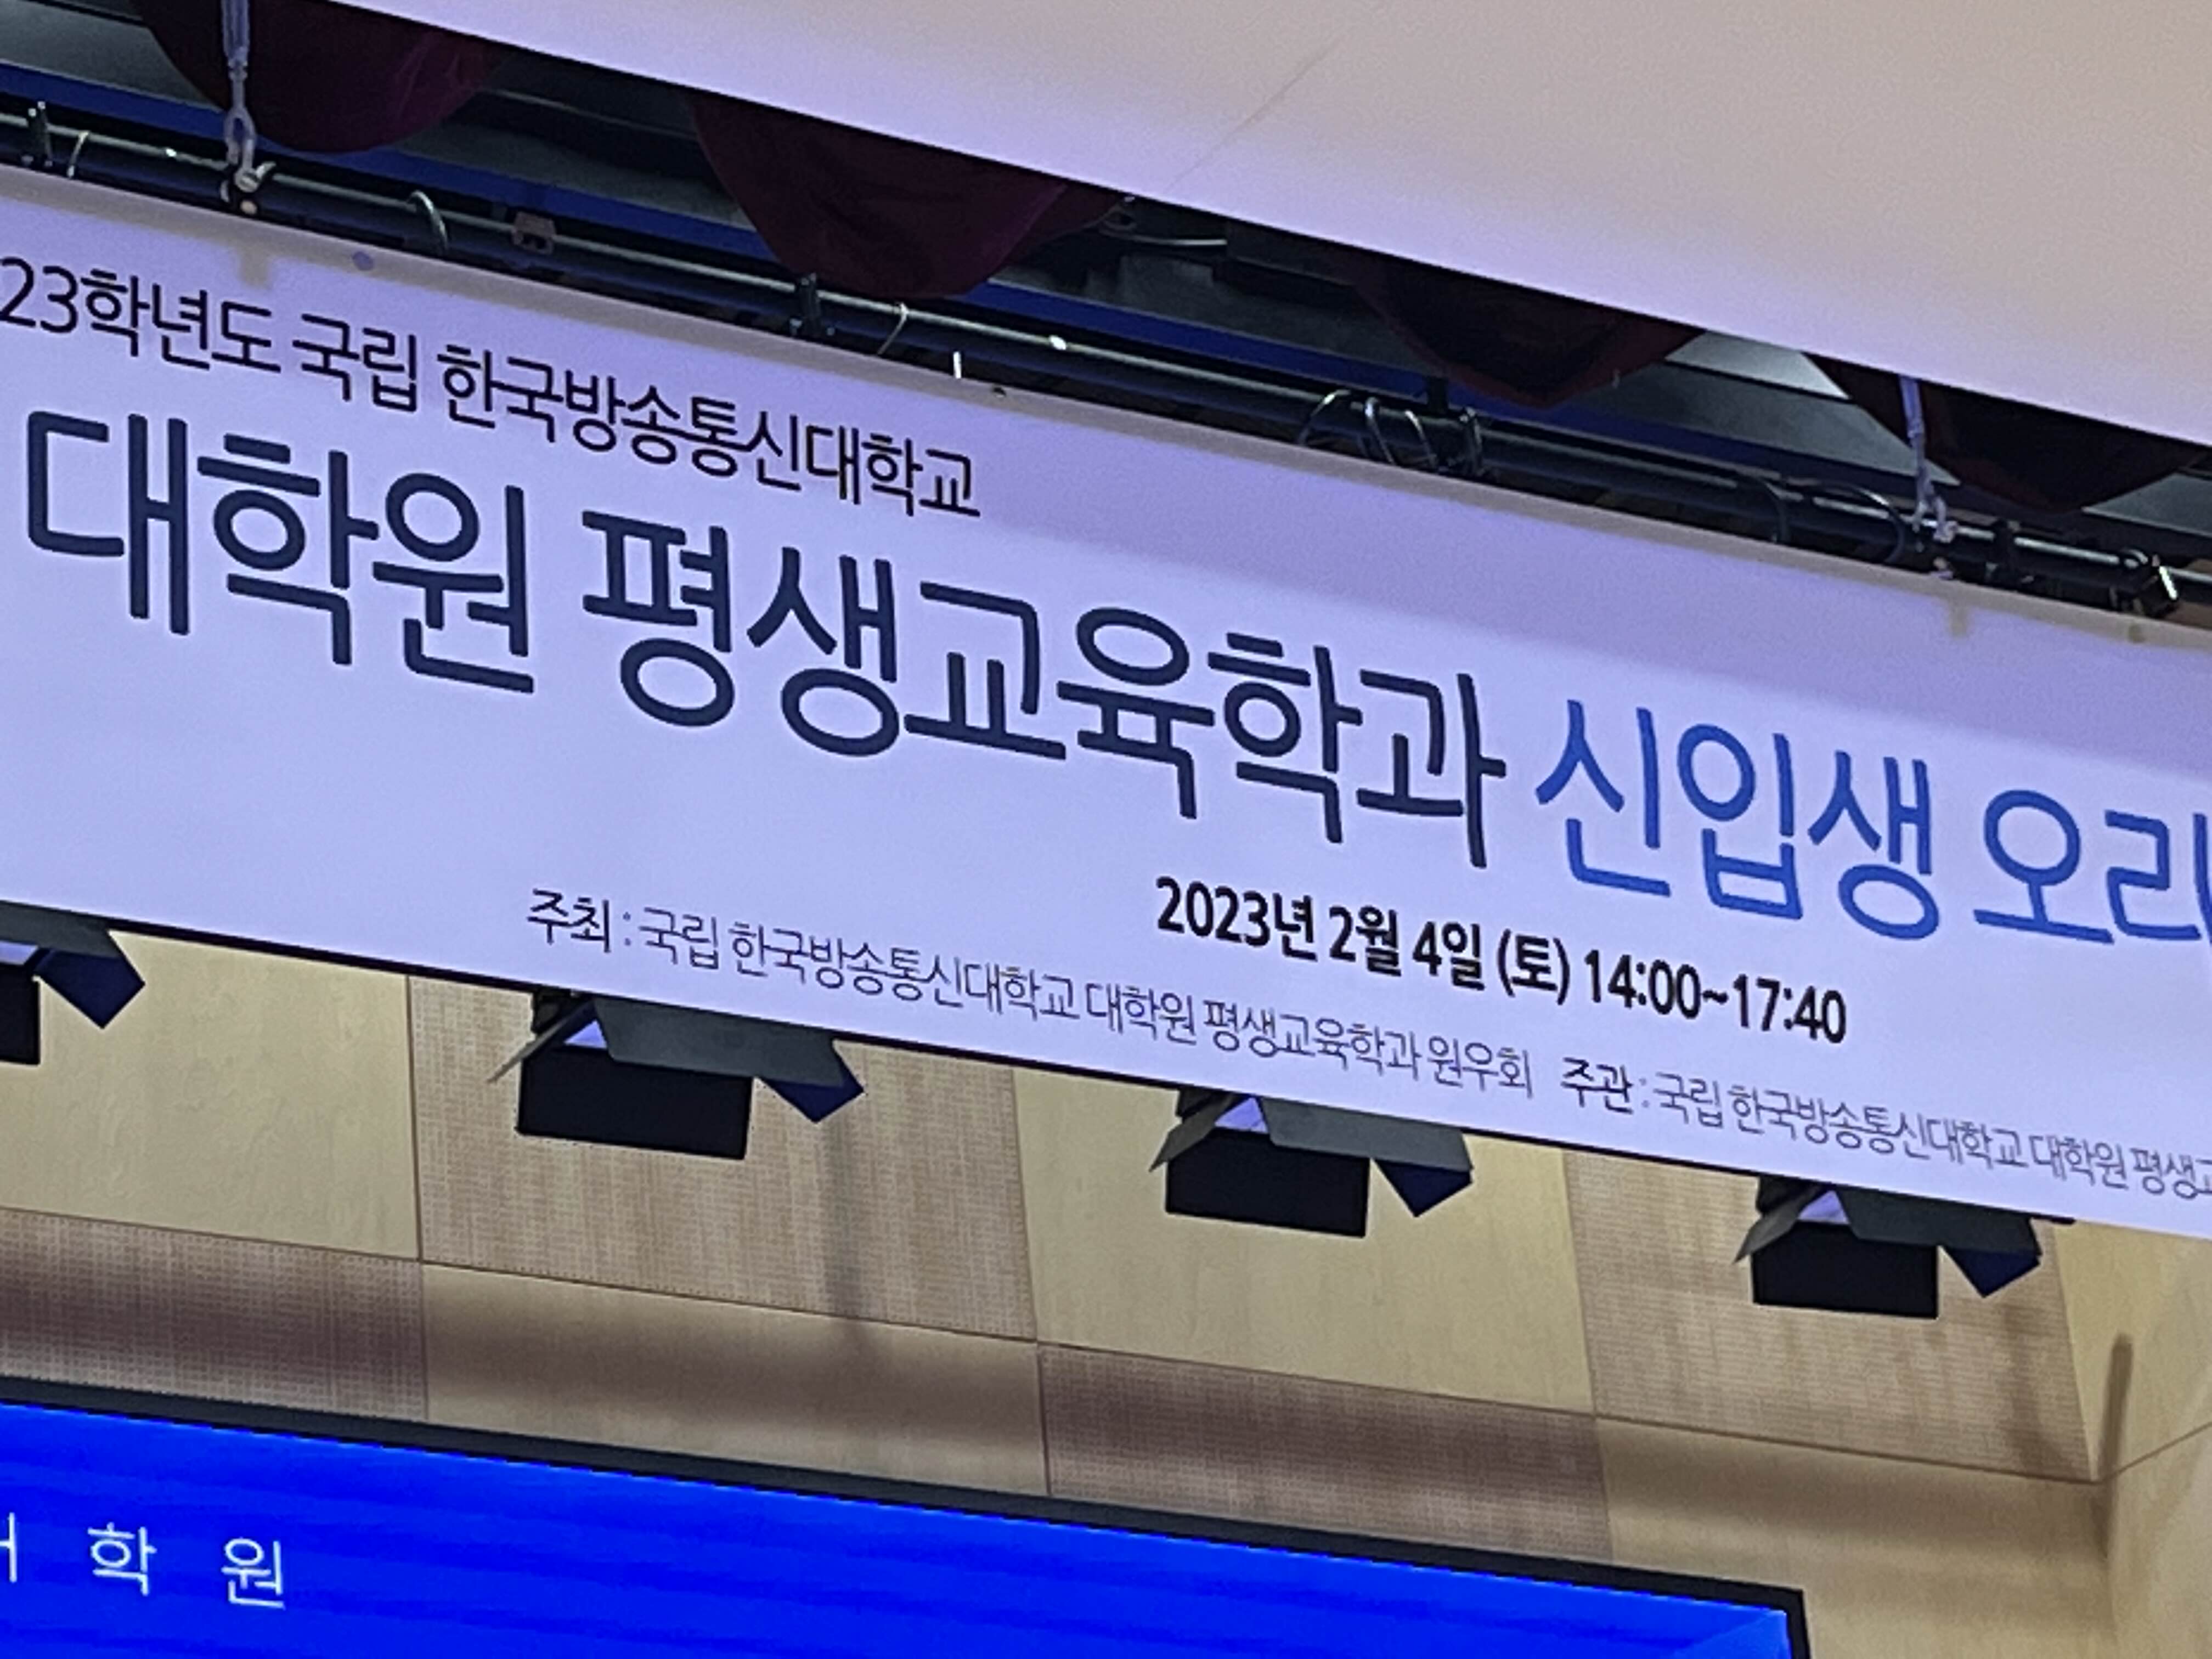 23학년도 국립 한국방송통신대학교
대학원 평생교육학과 신입생 오리
2023년 2월 4일 (토) 14:00~17:40
주최 : 국립 한국방송통신대학교 대학원 평생교육학과 원우회 주관 : 국립 한국방송통신대학교 대학원 평생교
학 원